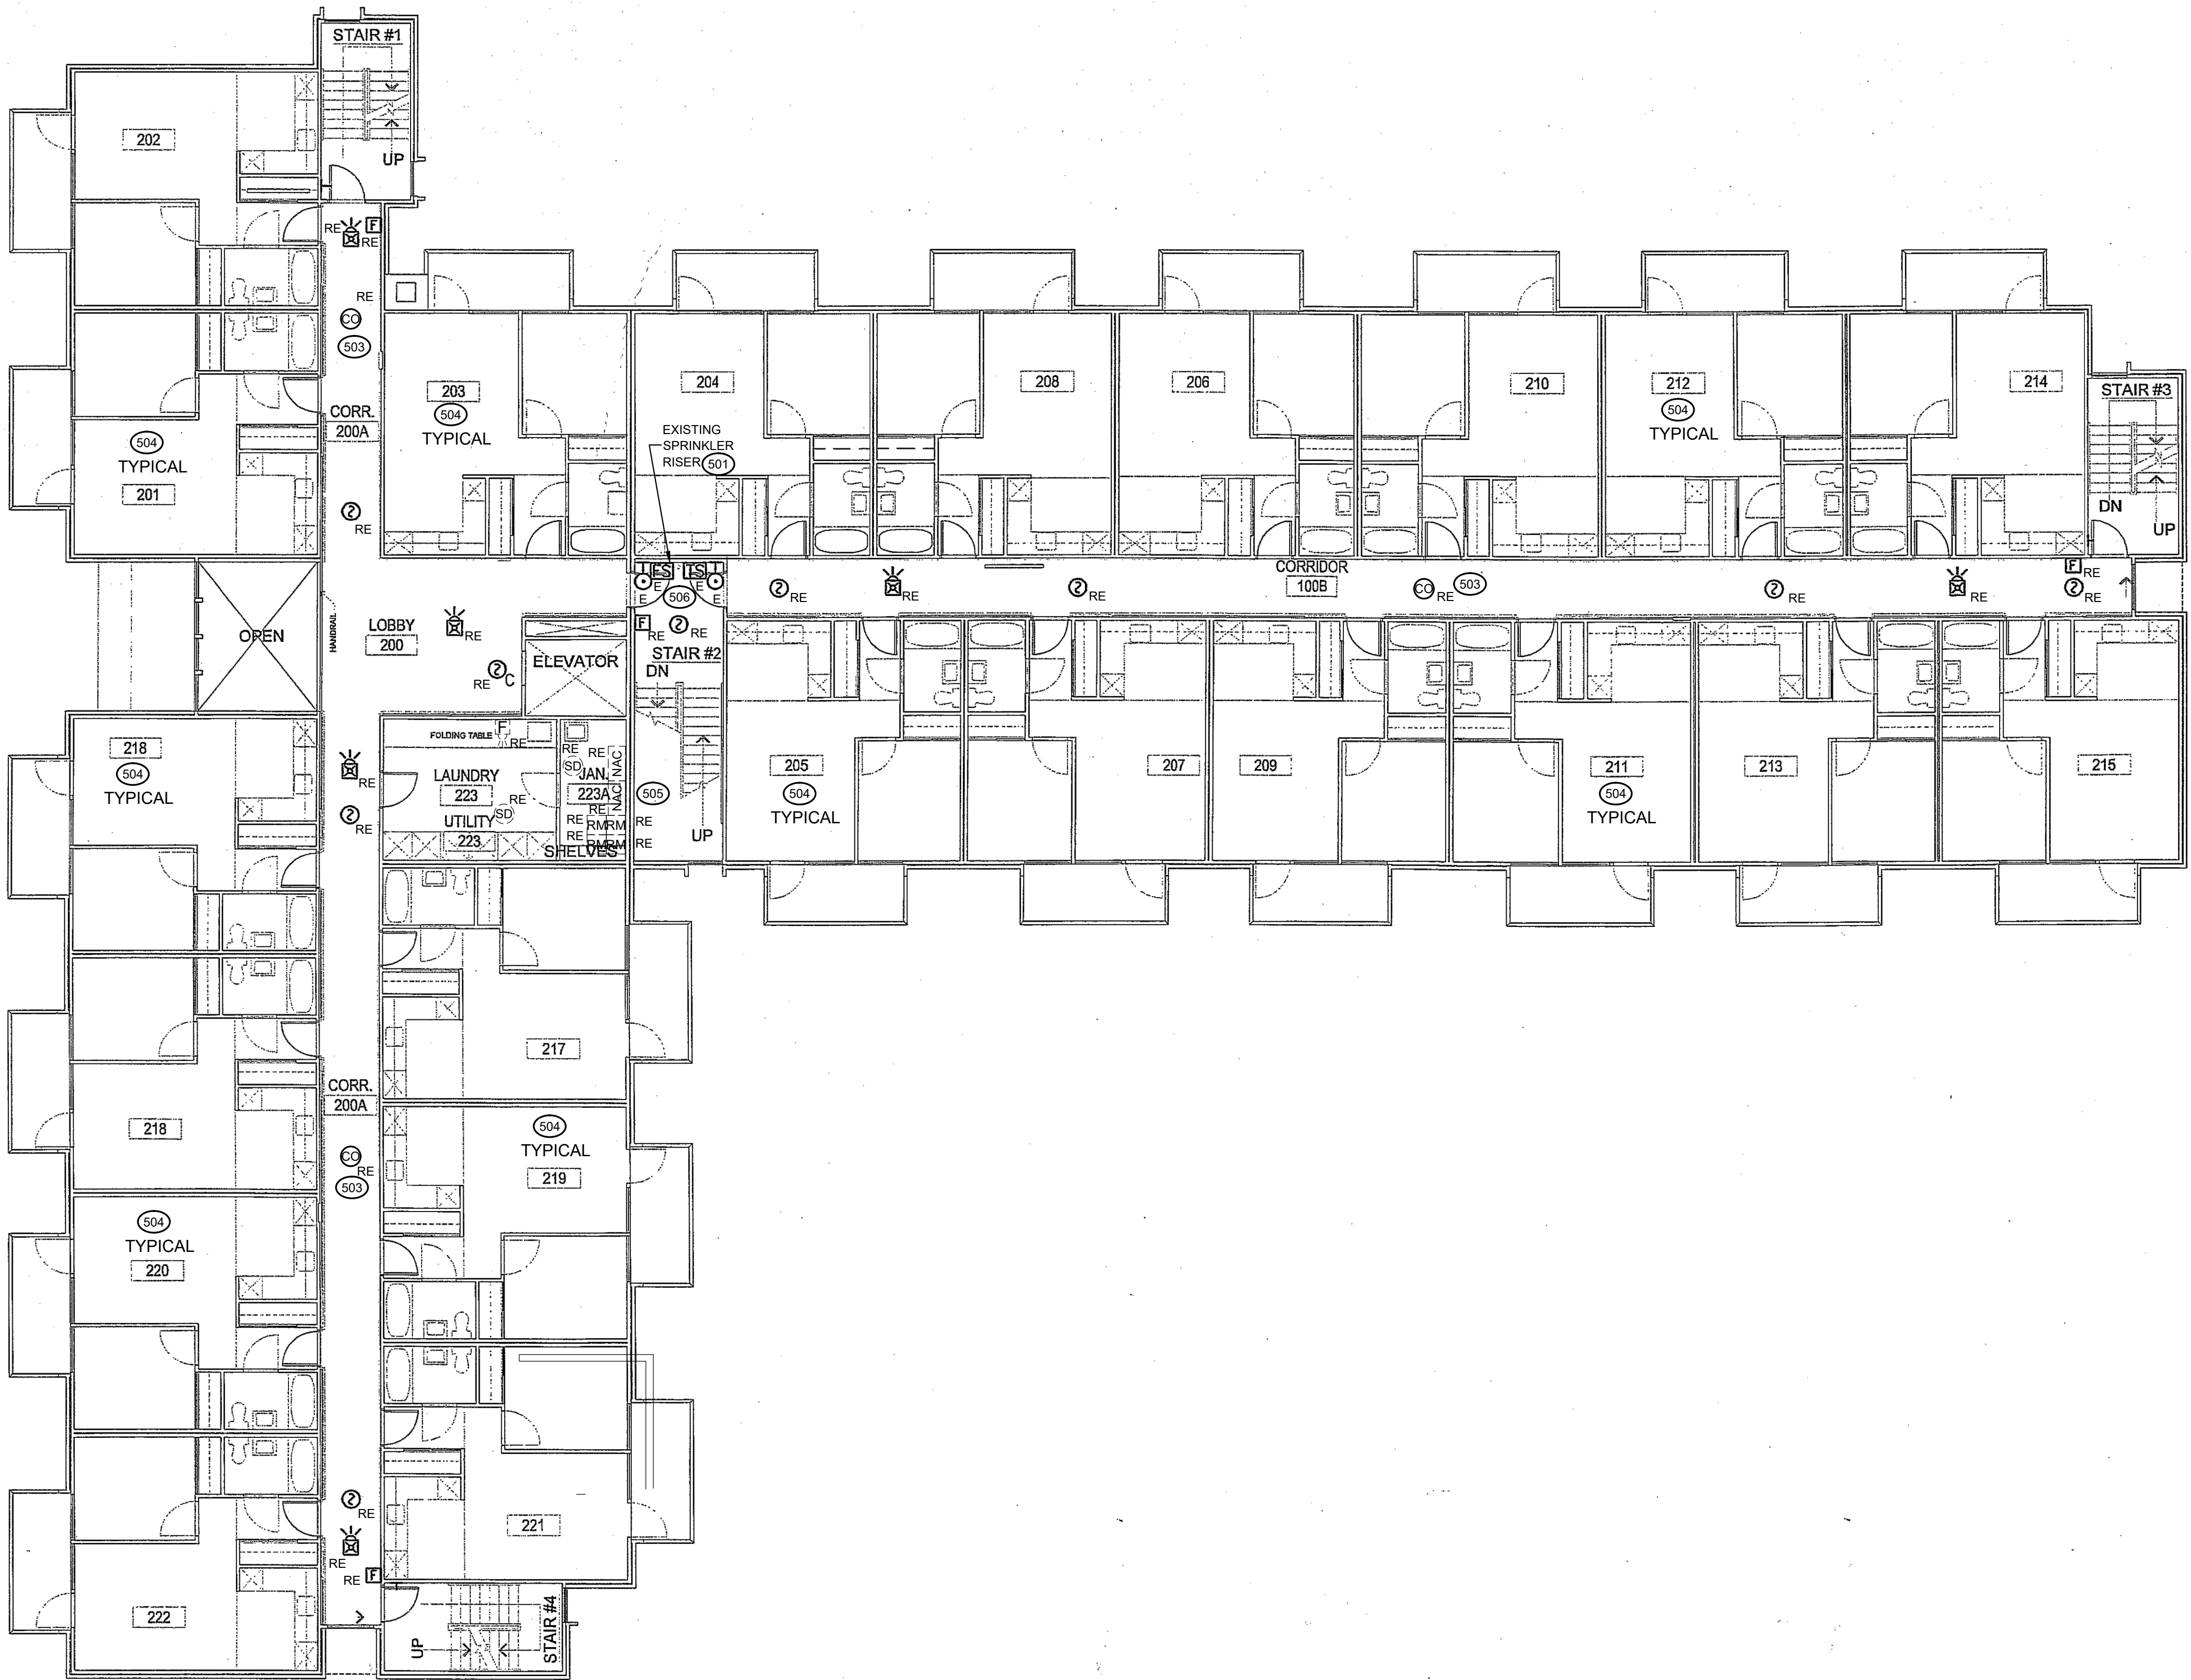 STAIR #1
202
UP
RE
F
RE
RE
CO
503
CORR.
200A
203
504
TYPICAL
204
208
206
210
212
504
TYPICAL
214
STAIR #3
504
TYPICAL
201
EXISTING
SPRINKLER
RISER
501
RE
DN
UP
T
FS
TS
T
E
E
E
E
506
CORRIDOR
100B
RE
RE
RE
CO
RE
503
RE
RE
F
RE
RE
OPEN
HANDRAIL
LOBBY
200
RE
F
RE
RE
STAIR #2
DN
ELEVATOR
RE
C
218
504
TYPICAL
RE
RE
FOLDING TABLE
F
RE
LAUNDRY
223
RE
SD
UTILITY
223
RE
RE
SD
JAN.
223A
NAC
NAC
RE
RE
RE
RM
RM
RM
RM
SHELVES
505
RE
RE
UP
205
504
TYPICAL
207
209
211
504
TYPICAL
213
215
217
CORR.
200A
218
CO
RE
503
504
TYPICAL
219
504
TYPICAL
220
RE
RE
RE
F
221
222
UP
STAIR #4